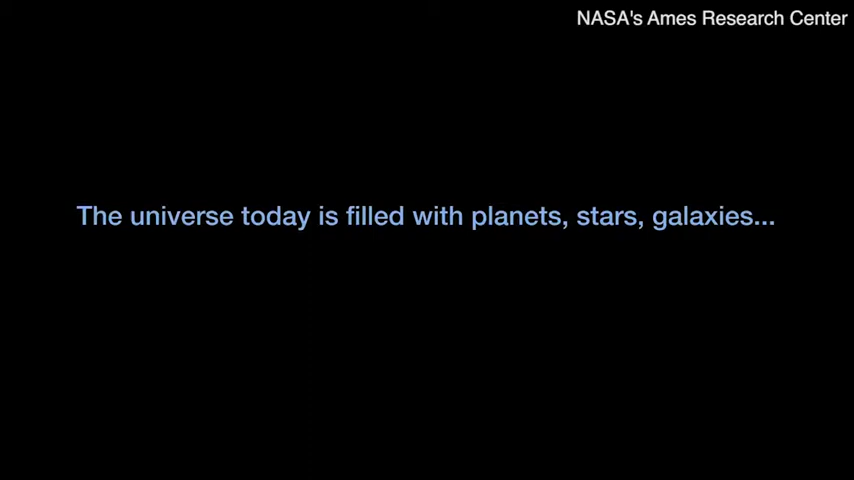 NASA's Ames Research Center
The universe today is filled with planets, stars, galaxies...